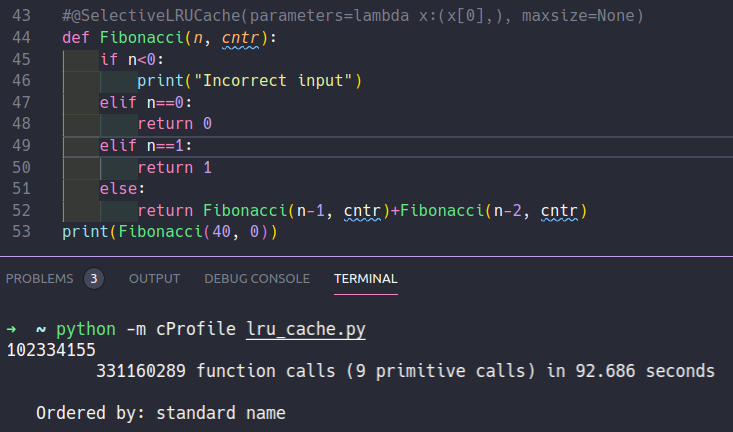 43 #@SelectiveLRUCache(parameters=lambda x:(x[0],), maxsize=None)
44 def Fibonacci(n, cntr):
45 if n<0:
46 print("Incorrect input")
47 elif n==0:
48 return 0
49 elif n==1:
50 return 1
51 else:
52 return Fibonacci(n-1, cntr)+Fibonacci(n-2, cntr)
53 print(Fibonacci(40, 0))
PROBLEMS 3 OUTPUT DEBUG CONSOLE TERMINAL
→ ~ python -m cProfile lru_cache.py
102334155
331160289 function calls (9 primitive calls) in 92.686 seconds
Ordered by: standard name